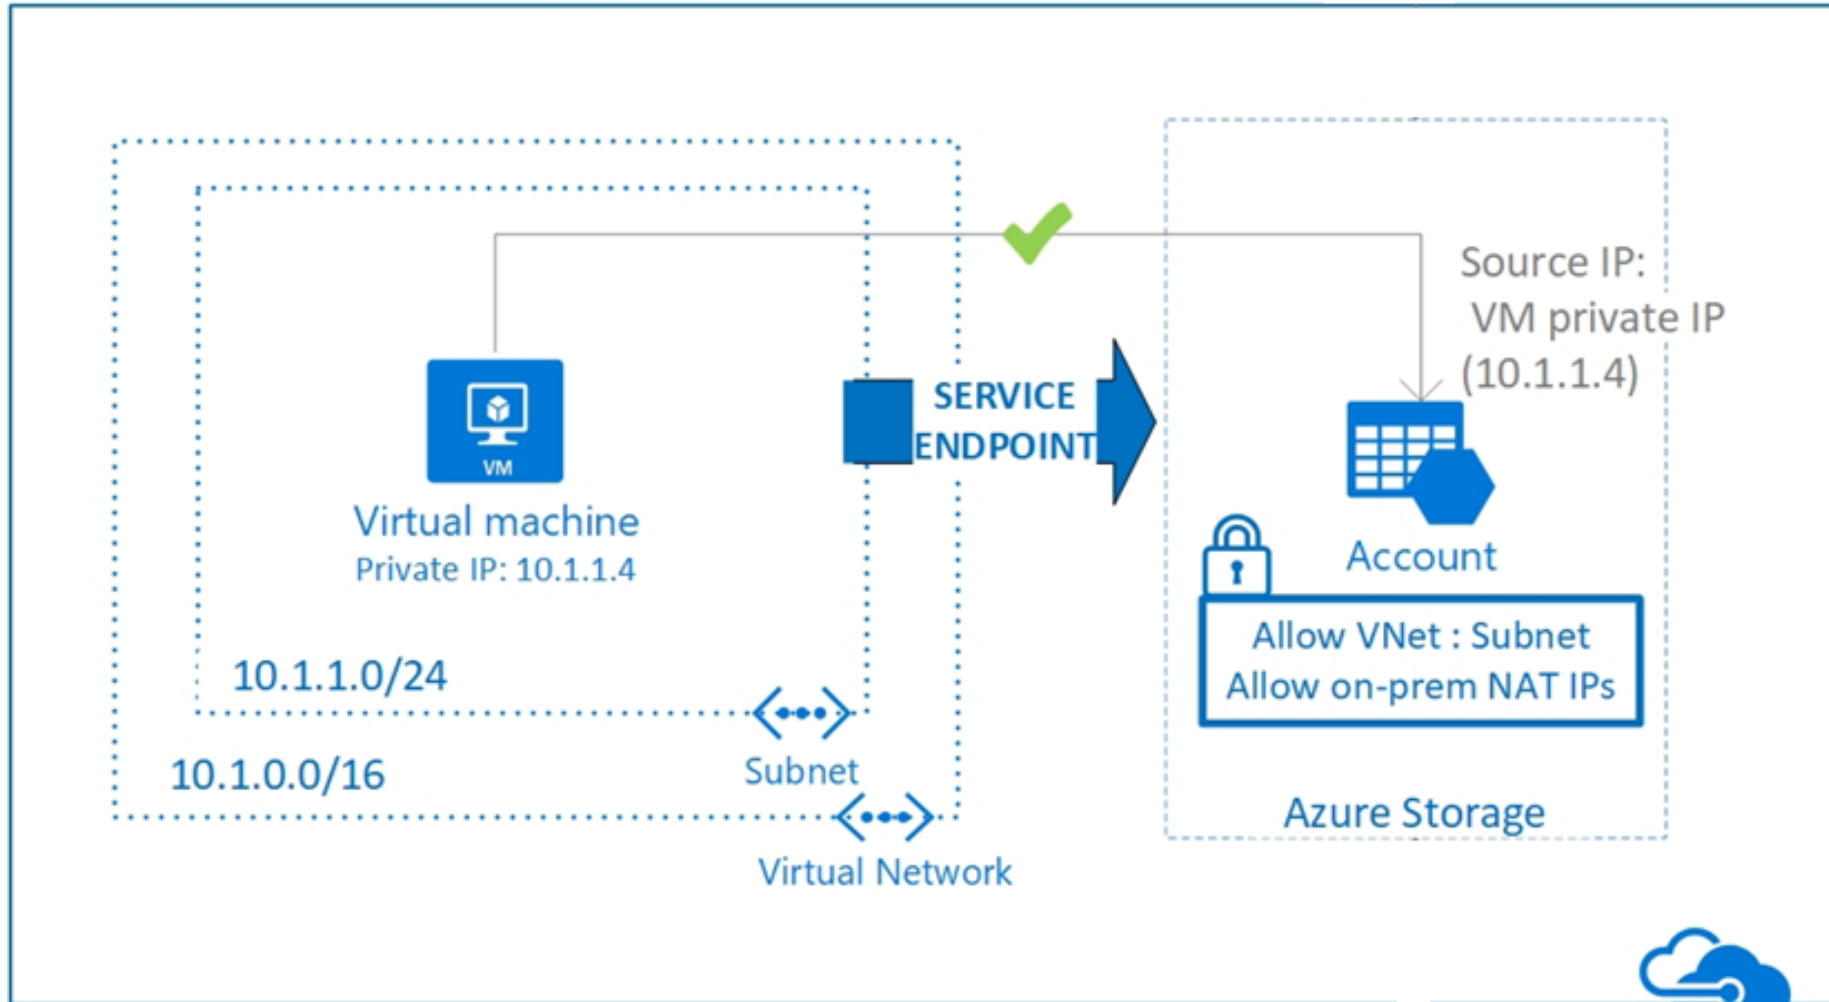 Source IP:
VM private IP
(10.1.1.4)
SERVICE
ENDPOINT
VM
Virtual machine
Private IP: 10.1.1.4
Account
Allow VNet : Subnet
Allow on-prem NAT IPs
10.1.1.0/24
Subnet
10.1.0.0/16
Azure Storage
Virtual Network